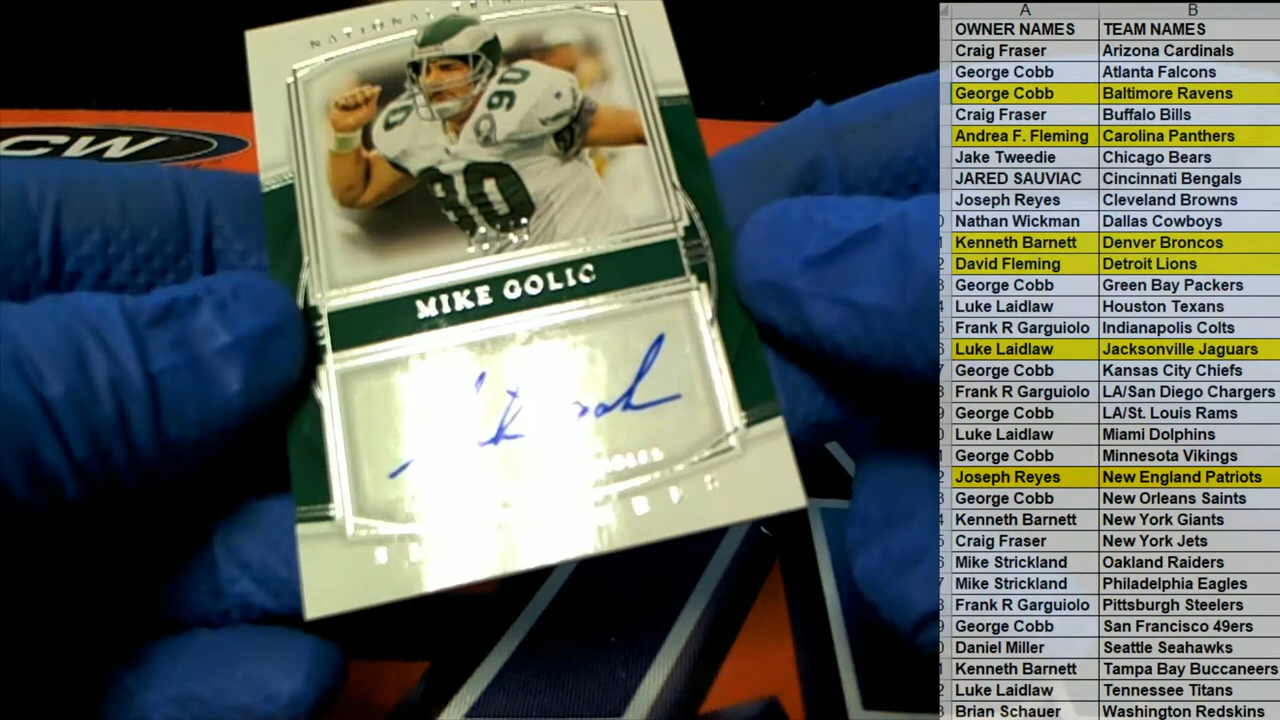 NATIONAL
90
90
90
MIKE GOLIC
CW
A B
OWNER NAMES TEAM NAMES
Craig Fraser Arizona Cardinals
George Cobb Atlanta Falcons
George Cobb Baltimore Ravens
Craig Fraser Buffalo Bills
Andrea F. Fleming Carolina Panthers
Jake Tweedie Chicago Bears
JARED SAUVIAC Cincinnati Bengals
Joseph Reyes Cleveland Browns
Nathan Wickman Dallas Cowboys
Kenneth Barnett Denver Broncos
David Fleming Detroit Lions
George Cobb Green Bay Packers
Luke Laidlaw Houston Texans
Frank R Garguiolo Indianapolis Colts
Luke Laidlaw Jacksonville Jaguars
George Cobb Kansas City Chiefs
Frank R Garguiolo LA/San Diego Chargers
George Cobb LA/St. Louis Rams
Luke Laidlaw Miami Dolphins
George Cobb Minnesota Vikings
Joseph Reyes New England Patriots
George Cobb New Orleans Saints
Kenneth Barnett New York Giants
Craig Fraser New York Jets
Mike Strickland Oakland Raiders
Mike Strickland Philadelphia Eagles
Frank R Garguiolo Pittsburgh Steelers
George Cobb San Francisco 49ers
Daniel Miller Seattle Seahawks
Kenneth Barnett Tampa Bay Buccaneers
Luke Laidlaw Tennessee Titans
Brian Schauer Washington Redskins